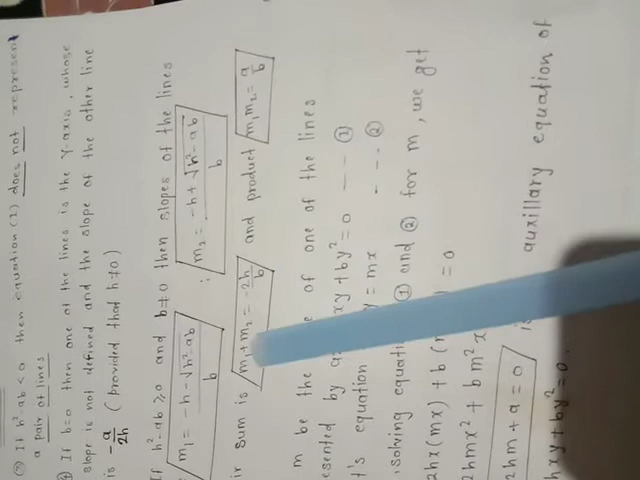 ③ If h²-ab < 0 then equation (1) does not represent
a pair of lines
④ If b=0 then one of the lines is the Y-axis, whose
slope is not defined and the slope of the other line
is -a/2h (provided that h≠0)
If h²-ab ≥ 0 and b≠0 then slopes of the lines
m₁ = -h-√h²-ab / b ; m₂ = -h+√h²-ab / b
ir sum is m₁+m₂ = -2h/b and product m₁m₂ = a/b
m be the of one of the lines
esented by xy + by² = 0 --- ①
t's equation = mx ---- ②
solving equati ① and ② for m, we get
2hx(mx) + b ( = 0
2hmx² + bm²x
2hm + a = 0 auxillary equation of
hxy + by² = 0.